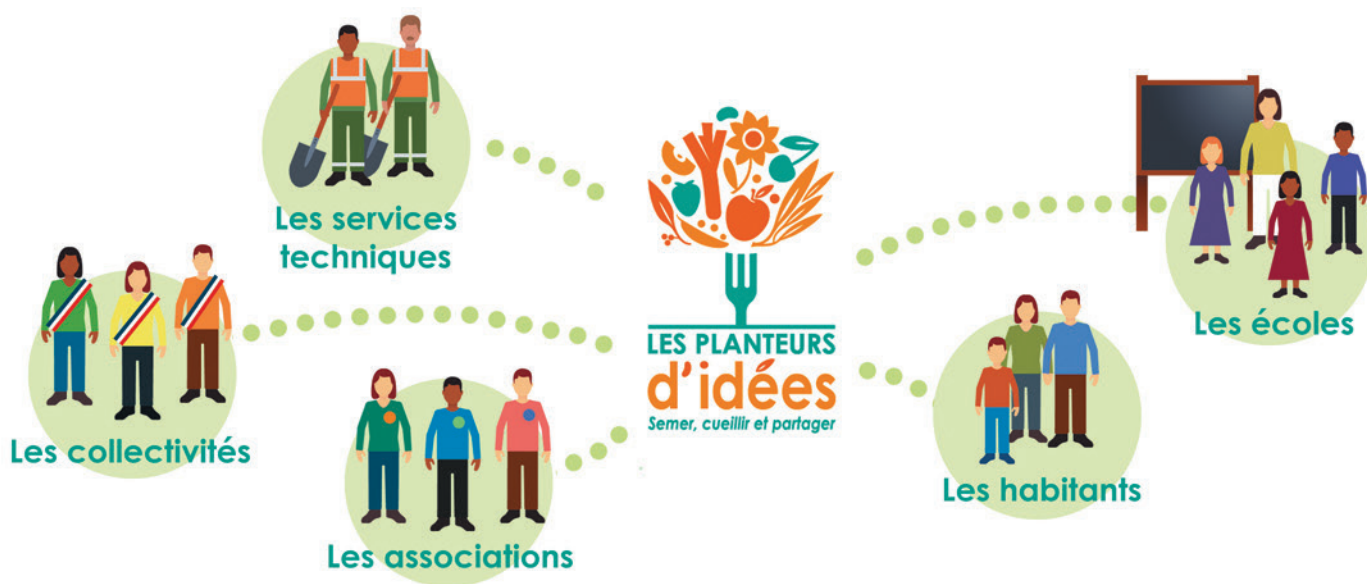 Les services
techniques
Les écoles
LES PLANTEURS
d'idées
Semer, cueillir et partager
Les collectivités
Les habitants
Les associations